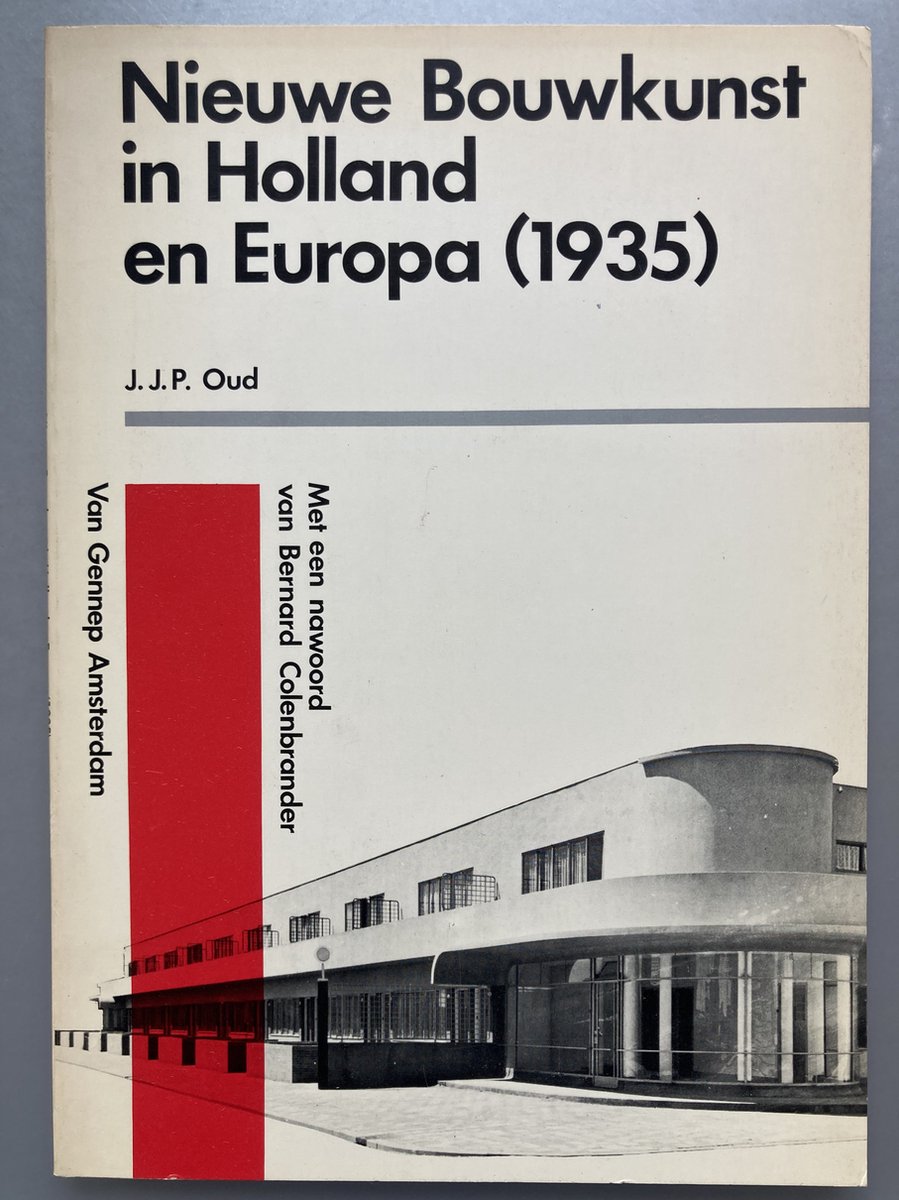 Nieuwe Bouwkunst
in Holland
en Europa (1935)
J. J. P. Oud
Met een nawoord
van Bernard Colenbrander
Van Gennep Amsterdam